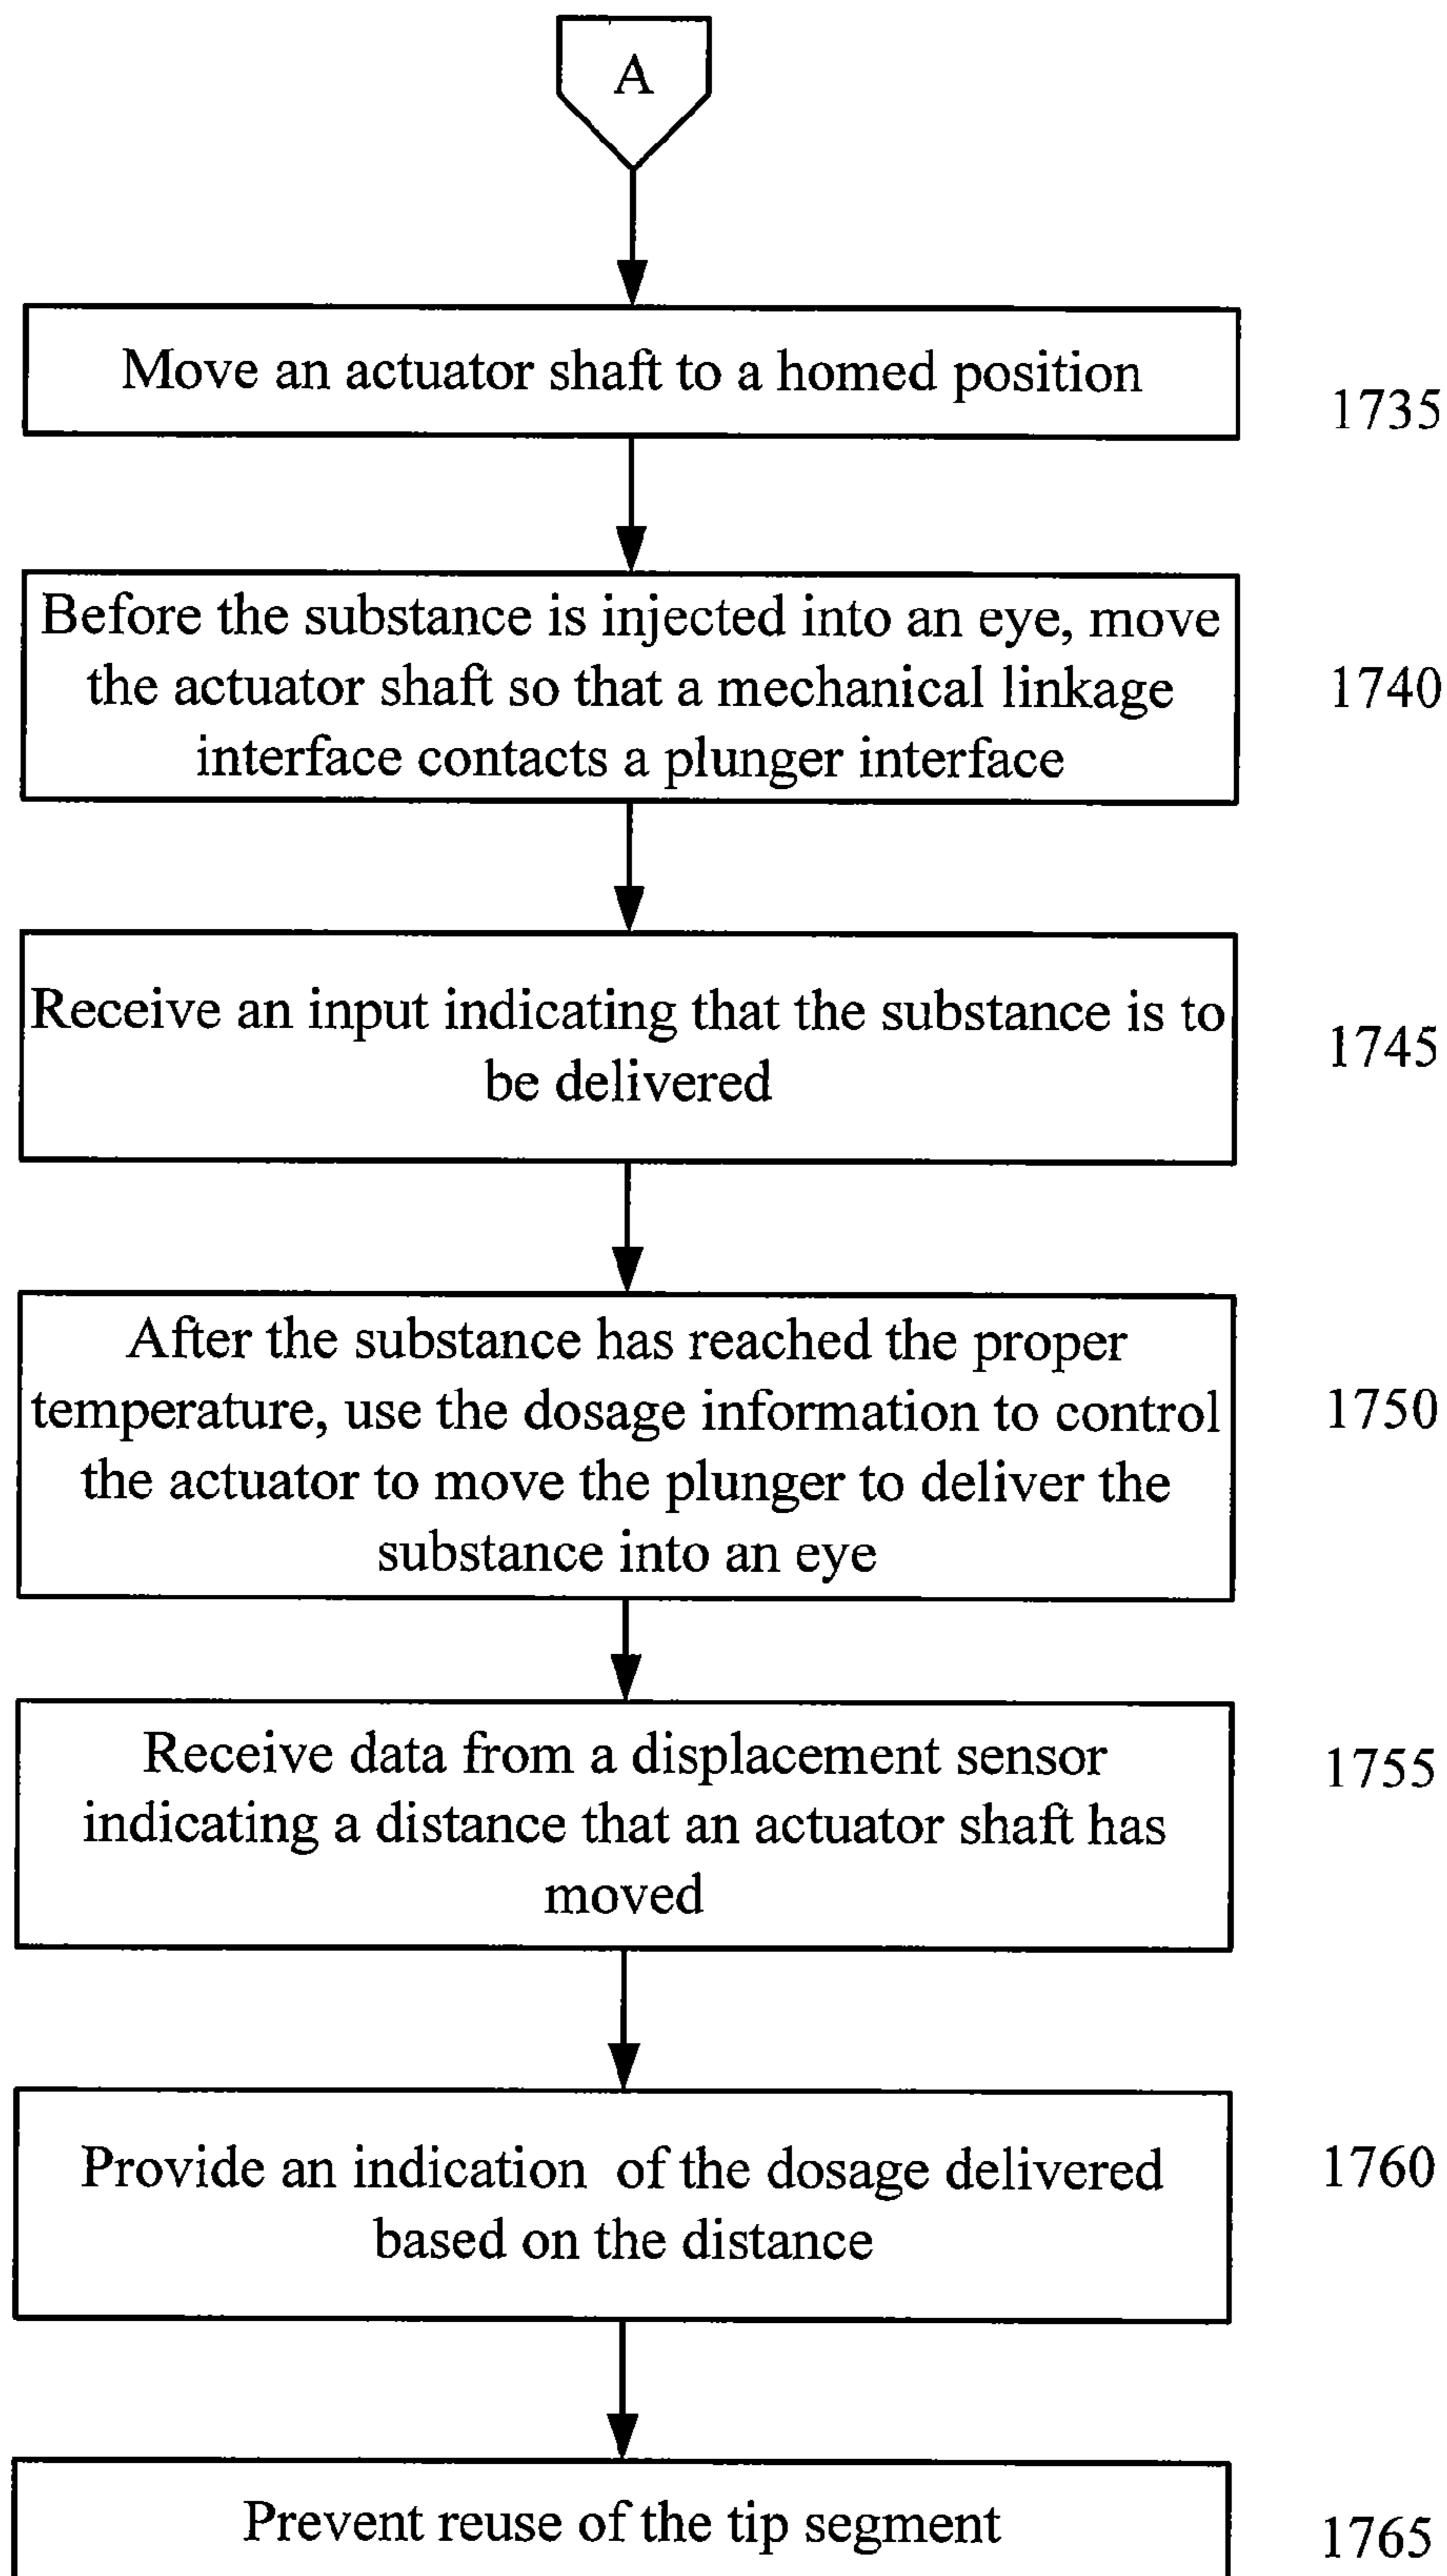 A
Move an actuator shaft to a homed position
1735
Before the substance is injected into an eye, move
the actuator shaft so that a mechanical linkage
interface contacts a plunger interface
1740
Receive an input indicating that the substance is to
be delivered
1745
After the substance has reached the proper
temperature, use the dosage information to control
the actuator to move the plunger to deliver the
substance into an eye
1750
Receive data from a displacement sensor
indicating a distance that an actuator shaft has
moved
1755
Provide an indication of the dosage delivered
based on the distance
1760
Prevent reuse of the tip segment
1765